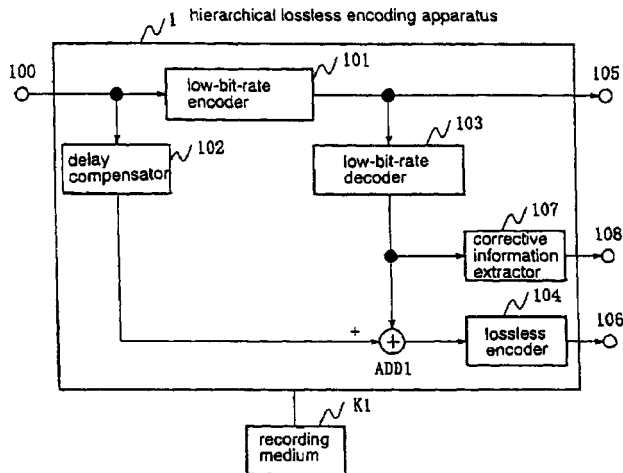 1 hierarchical lossless encoding apparatus
100
101
105
low-bit-rate
encoder
102
103
delay
compensator
low-bit-rate
decoder
107
108
corrective
information
extractor
104
106
+
+
lossless
encoder
ADD1
K1
recording
medium